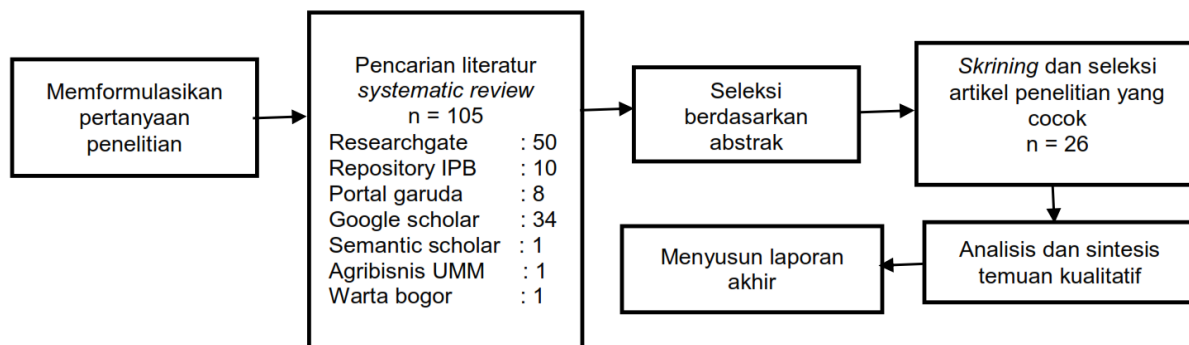 Memformulasikan
pertanyaan
penelitian
Pencarian literatur
systematic review
n = 105
Researchgate : 50
Repository IPB : 10
Portal garuda : 8
Google scholar : 34
Semantic scholar : 1
Agribisnis UMM : 1
Warta bogor : 1
Seleksi
berdasarkan
abstrak
Skrining dan seleksi
artikel penelitian yang
cocok
n = 26
Analisis dan sintesis
temuan kualitatif
Menyusun laporan
akhir